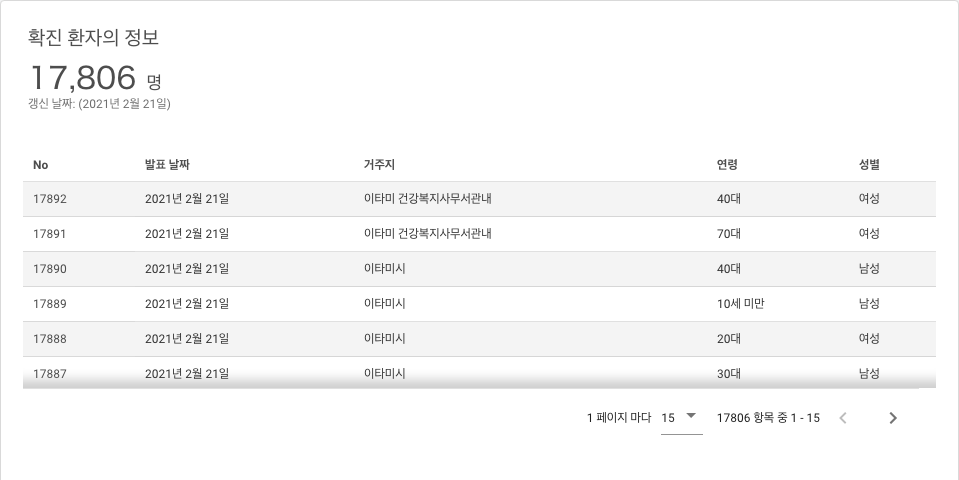 확진 환자의 정보
17,806 명
갱신 날짜: (2021년 2월 21일)
No 발표 날짜 거주지 연령 성별
17892 2021년 2월 21일 이타미 건강복지사무서관내 40대 여성
17891 2021년 2월 21일 이타미 건강복지사무서관내 70대 여성
17890 2021년 2월 21일 이타미시 40대 남성
17889 2021년 2월 21일 이타미시 10세 미만 남성
17888 2021년 2월 21일 이타미시 20대 여성
17887 2021년 2월 21일 이타미시 30대 남성
1 페이지 마다 15 17806 항목 중 1 - 15